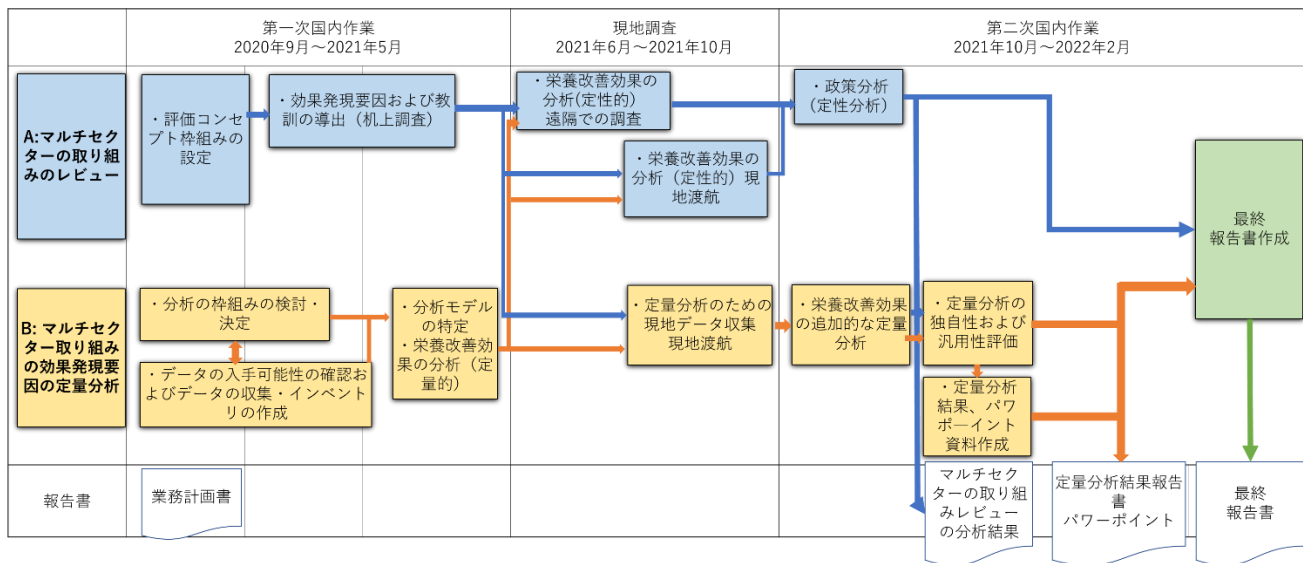 第一次国内作業
2020年9月～2021年5月
現地調査
2021年6月～2021年10月
第二次国内作業
2021年10月～2022年2月
A:マルチセク
ターの取り組
みのレビュー
・評価コンセ
プト枠組みの
設定
・効果発現要因および教
訓の導出（机上調査）
・栄養改善効果の
分析(定性的)
遠隔での調査
・栄養改善効果の
分析（定性的）現
地渡航
・政策分析
(定性分析）
最終
報告書作成
B: マルチセク
ター取り組み
の効果発現要
因の定量分析
・分析の枠組みの検討・
決定
・データの入手可能性の確認お
よびデータの収集・インベント
リの作成
・分析モデル
の特定
・栄養改善効
果の分析（定
量的）
・定量分析のための
現地データ収集
現地渡航
・栄養改善効果
の追加的な定量
分析
・定量分析の
独自性および
汎用性評価
・定量分析
結果、パワ
ポ―イント
資料作成
報告書
業務計画書
マルチセク
ターの取り組
みレビュー
の分析結果
定量分析結果報告
書
パワーポイント
最終
報告書